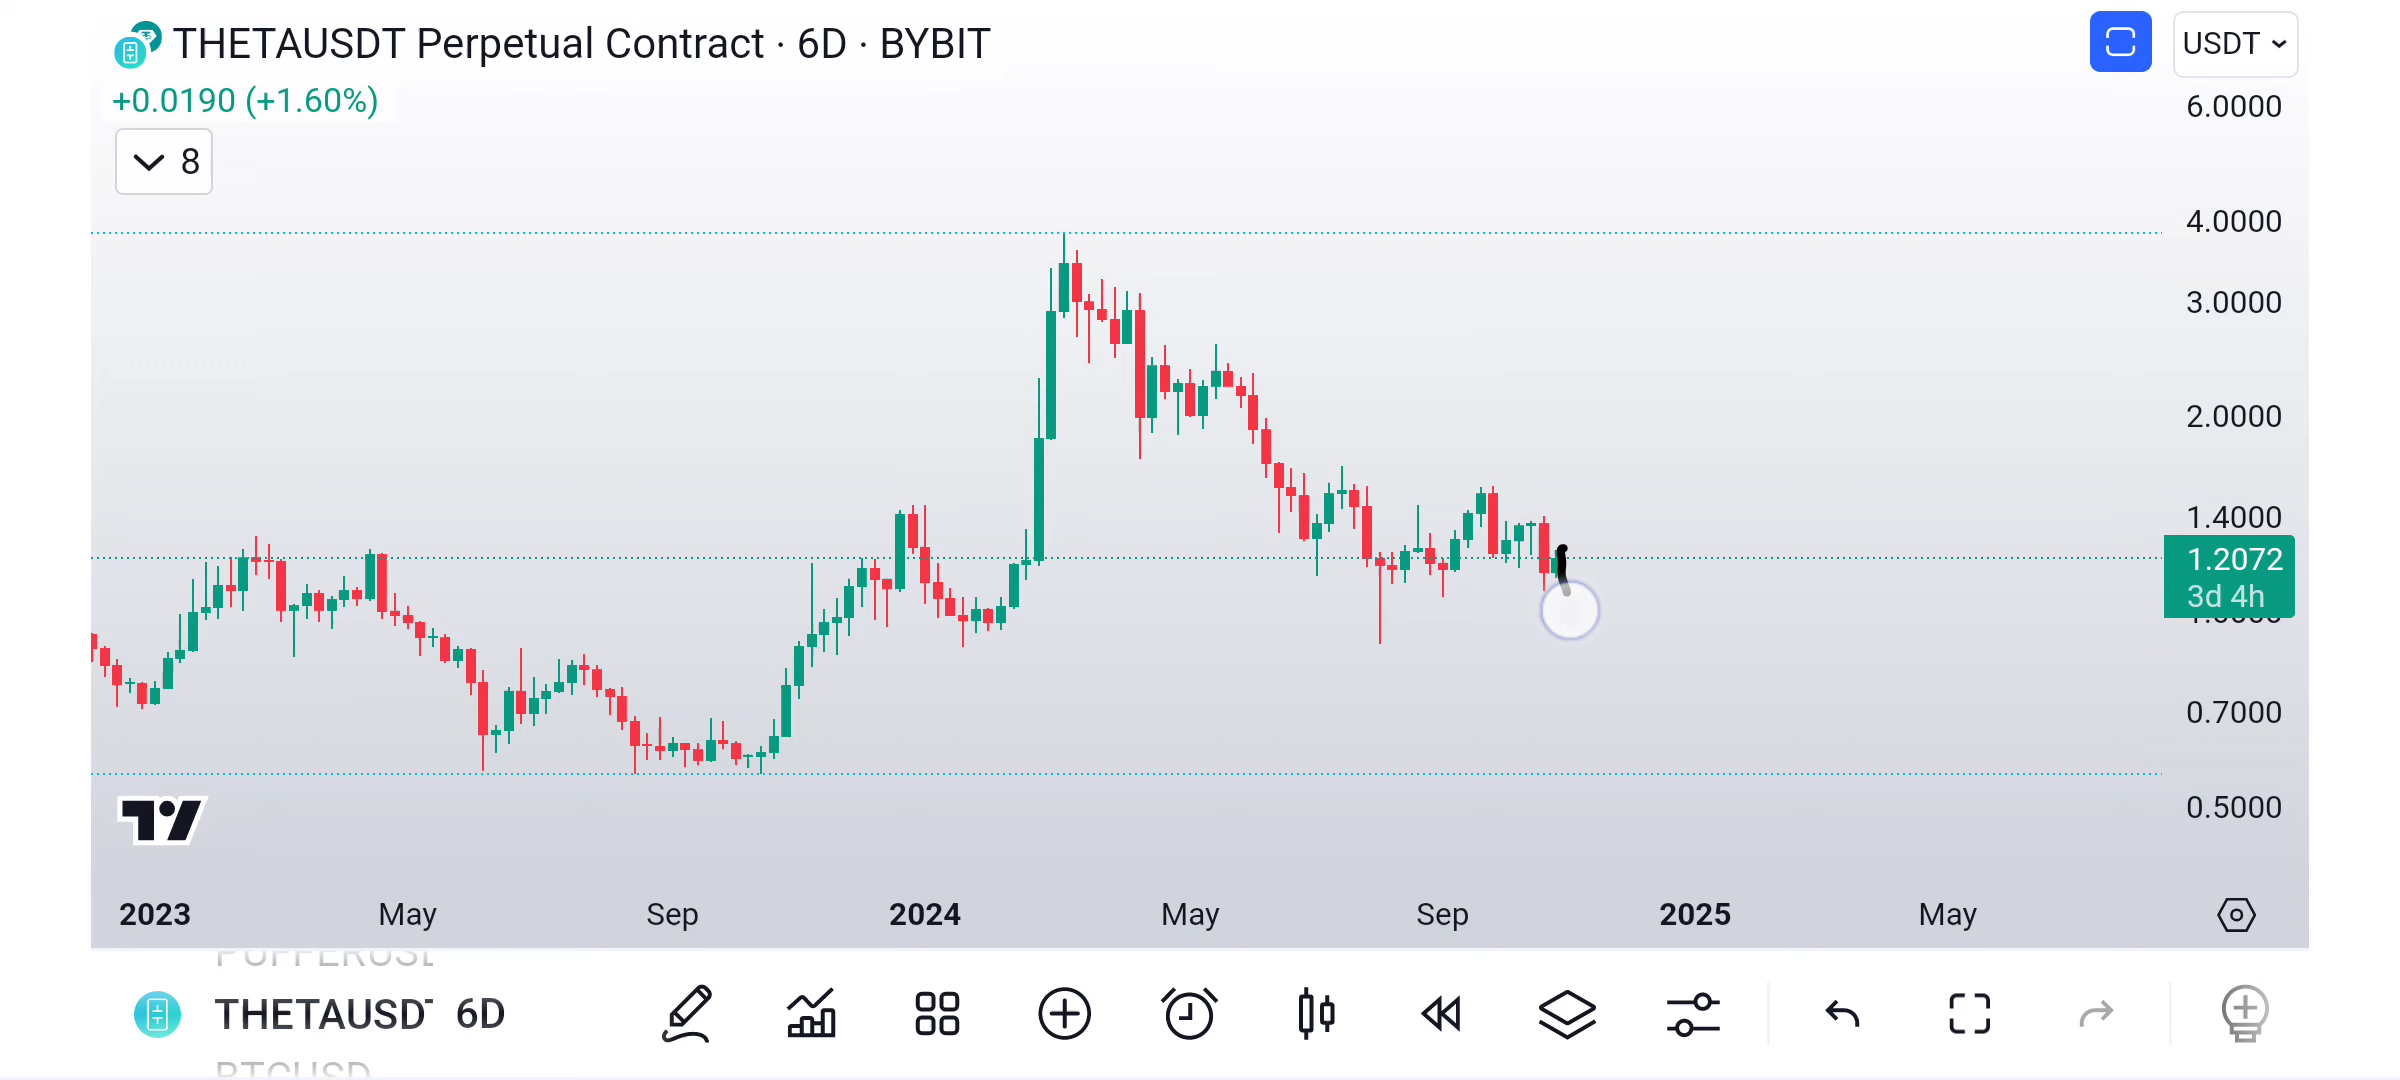 THETAUSDT Perpetual Contract · 6D · BYBIT
USDT
+0.0190 (+1.60%)
8
6.0000
4.0000
3.0000
2.0000
1.4000
1.2072
3d 4h
0.7000
0.5000
2023 May Sep 2024 May Sep 2025 May
THETAUSD 6D
BTCUSD